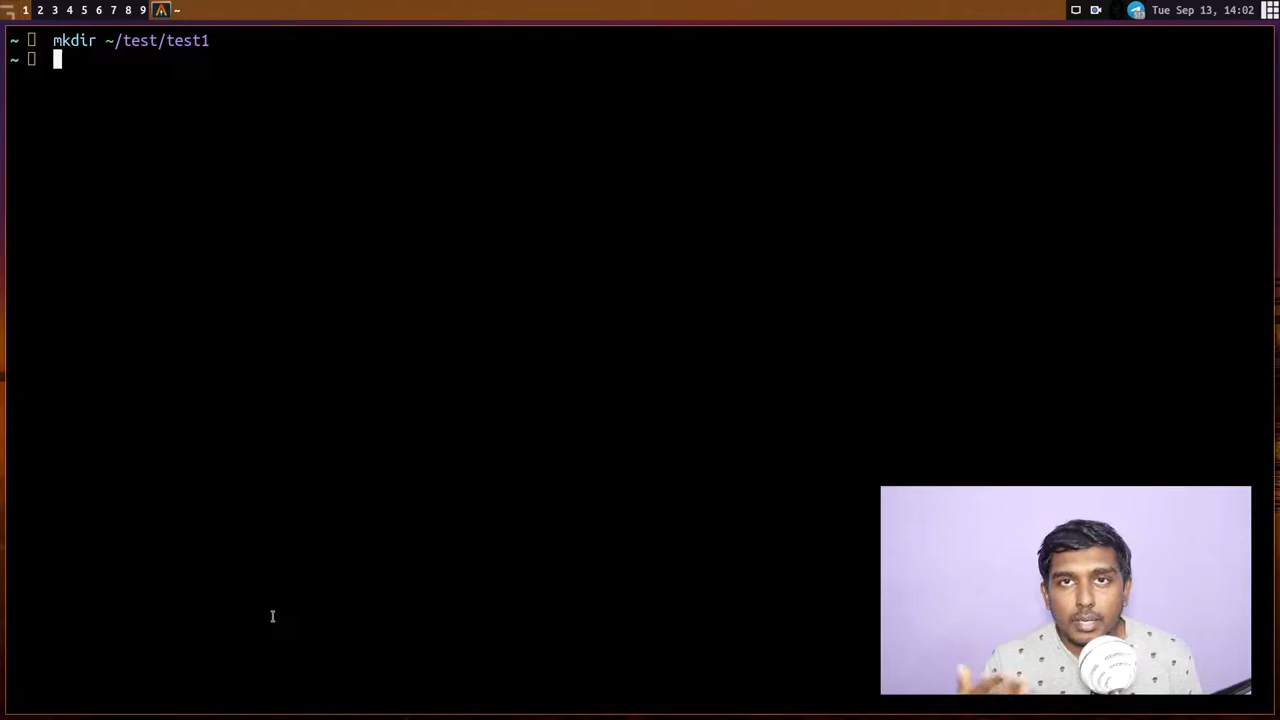 1 2 3 4 5 6 7 8 9 ~ Tue Sep 13, 14:02
~ mkdir ~/test/test1
~